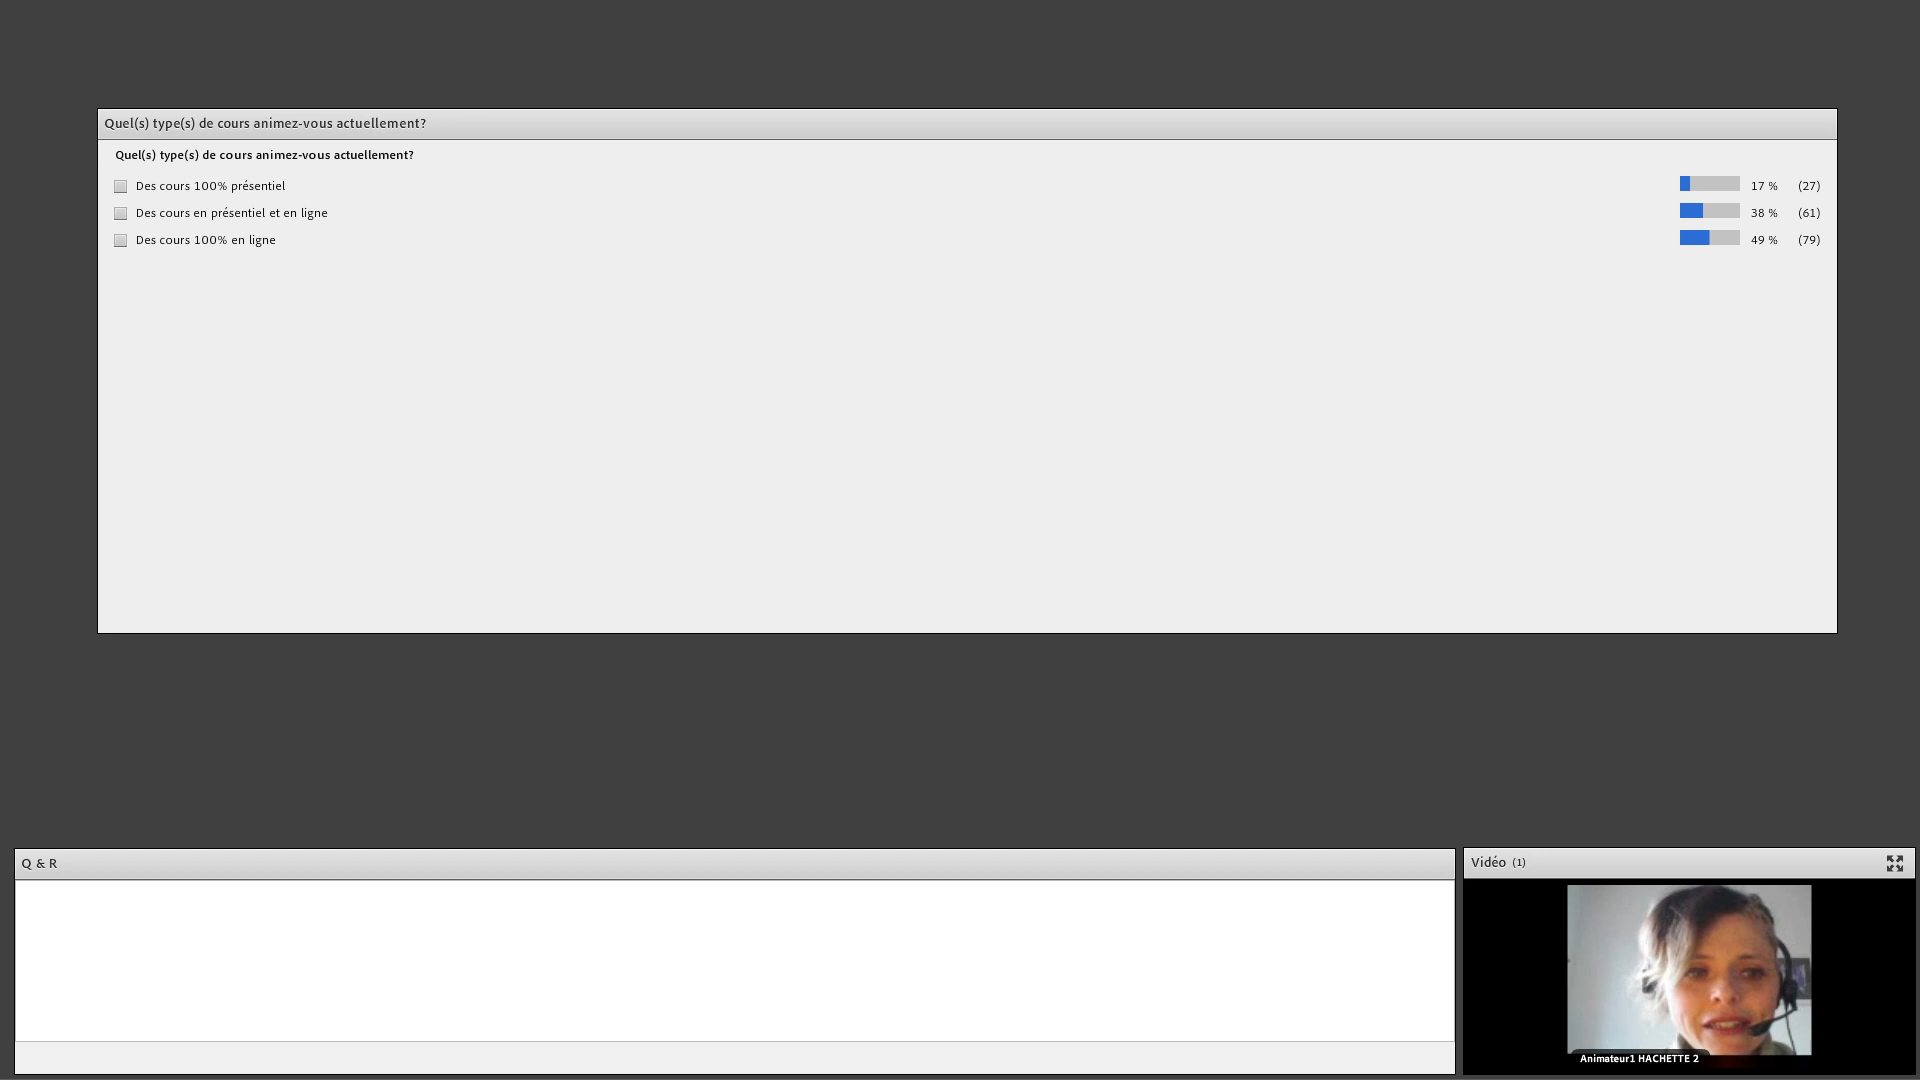 Quel(s) type(s) de cours animez-vous actuellement?
Quel(s) type(s) de cours animez-vous actuellement?
Des cours 100% présentiel 17 % (27)
Des cours en présentiel et en ligne 38 % (61)
Des cours 100% en ligne 49 % (79)
Q & R
Vidéo (1)
Animateur1 HACHETTE 2